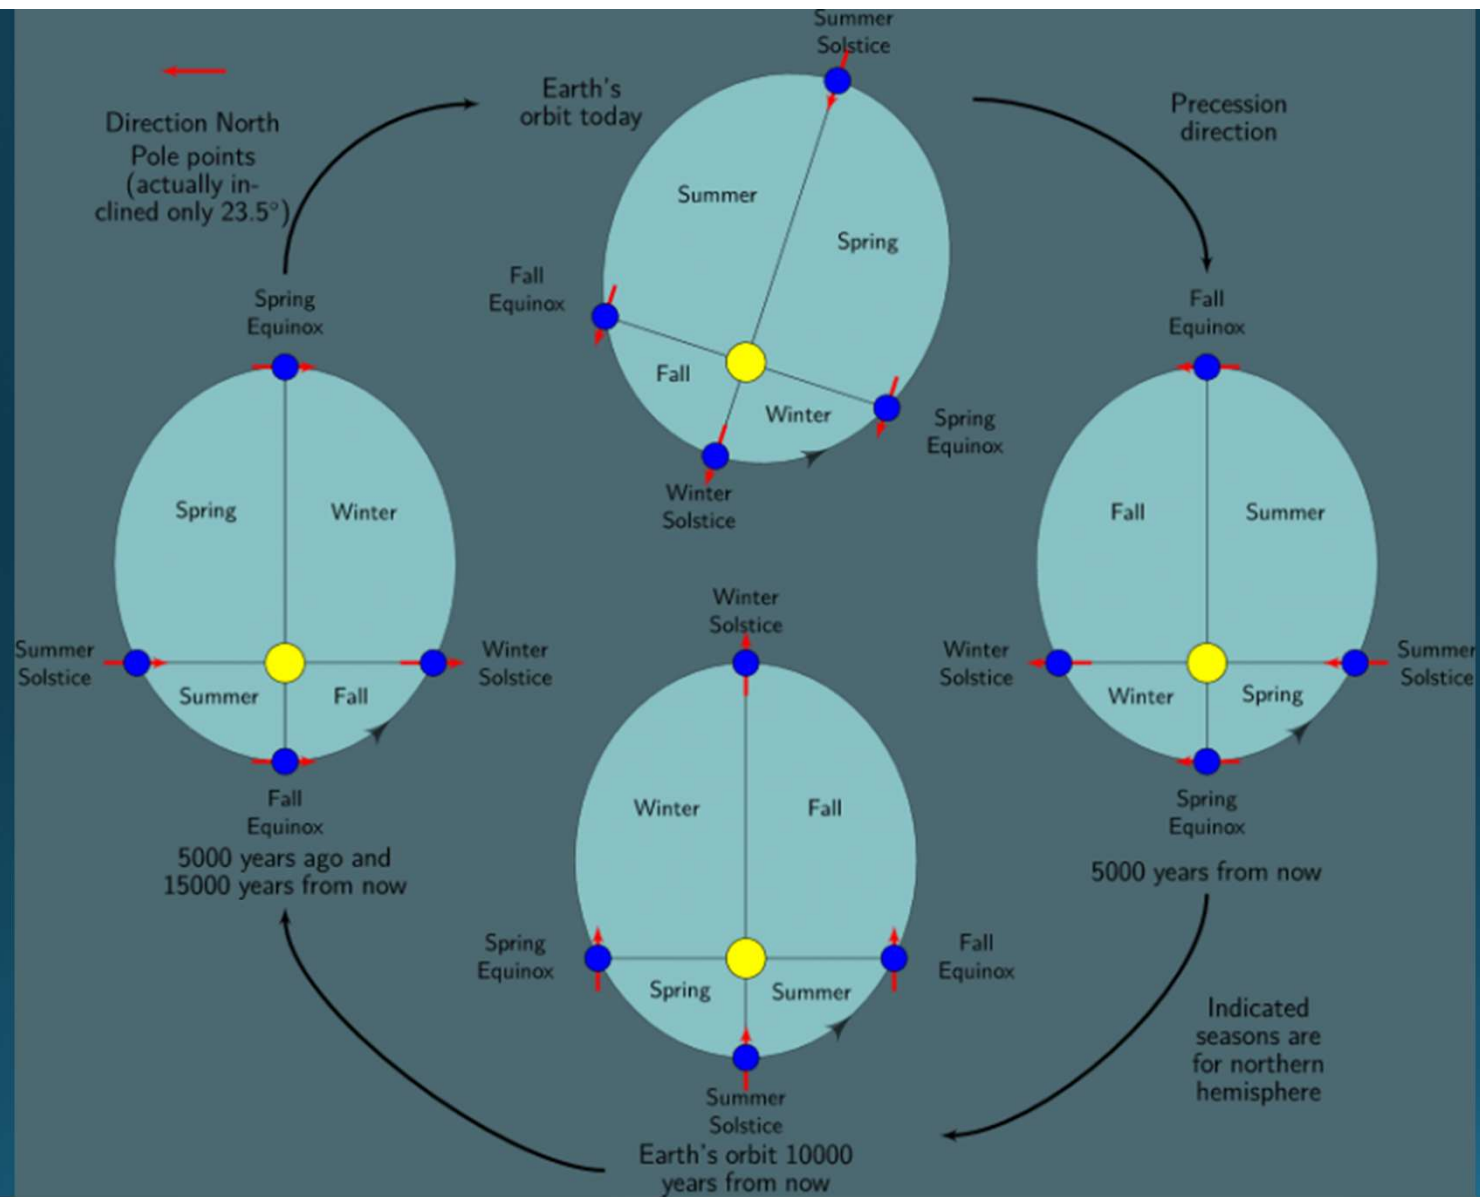 Direction North
Pole points
(actually in-
clined only 23.5°)
Earth's
orbit today
Summer
Solstice
Precession
direction
Summer
Spring
Fall
Equinox
Fall
Winter
Spring
Equinox
Winter
Solstice
Spring
Equinox
Spring
Winter
Summer
Solstice
Winter
Solstice
Summer
Fall
Fall
Equinox
5000 years ago and
15000 years from now
Fall
Equinox
Fall
Summer
Winter
Solstice
Summer
Solstice
Winter
Spring
Spring
Equinox
5000 years from now
Winter
Solstice
Winter
Fall
Spring
Equinox
Fall
Equinox
Spring
Summer
Summer
Solstice
Earth's orbit 10000
years from now
Indicated
seasons are
for northern
hemisphere